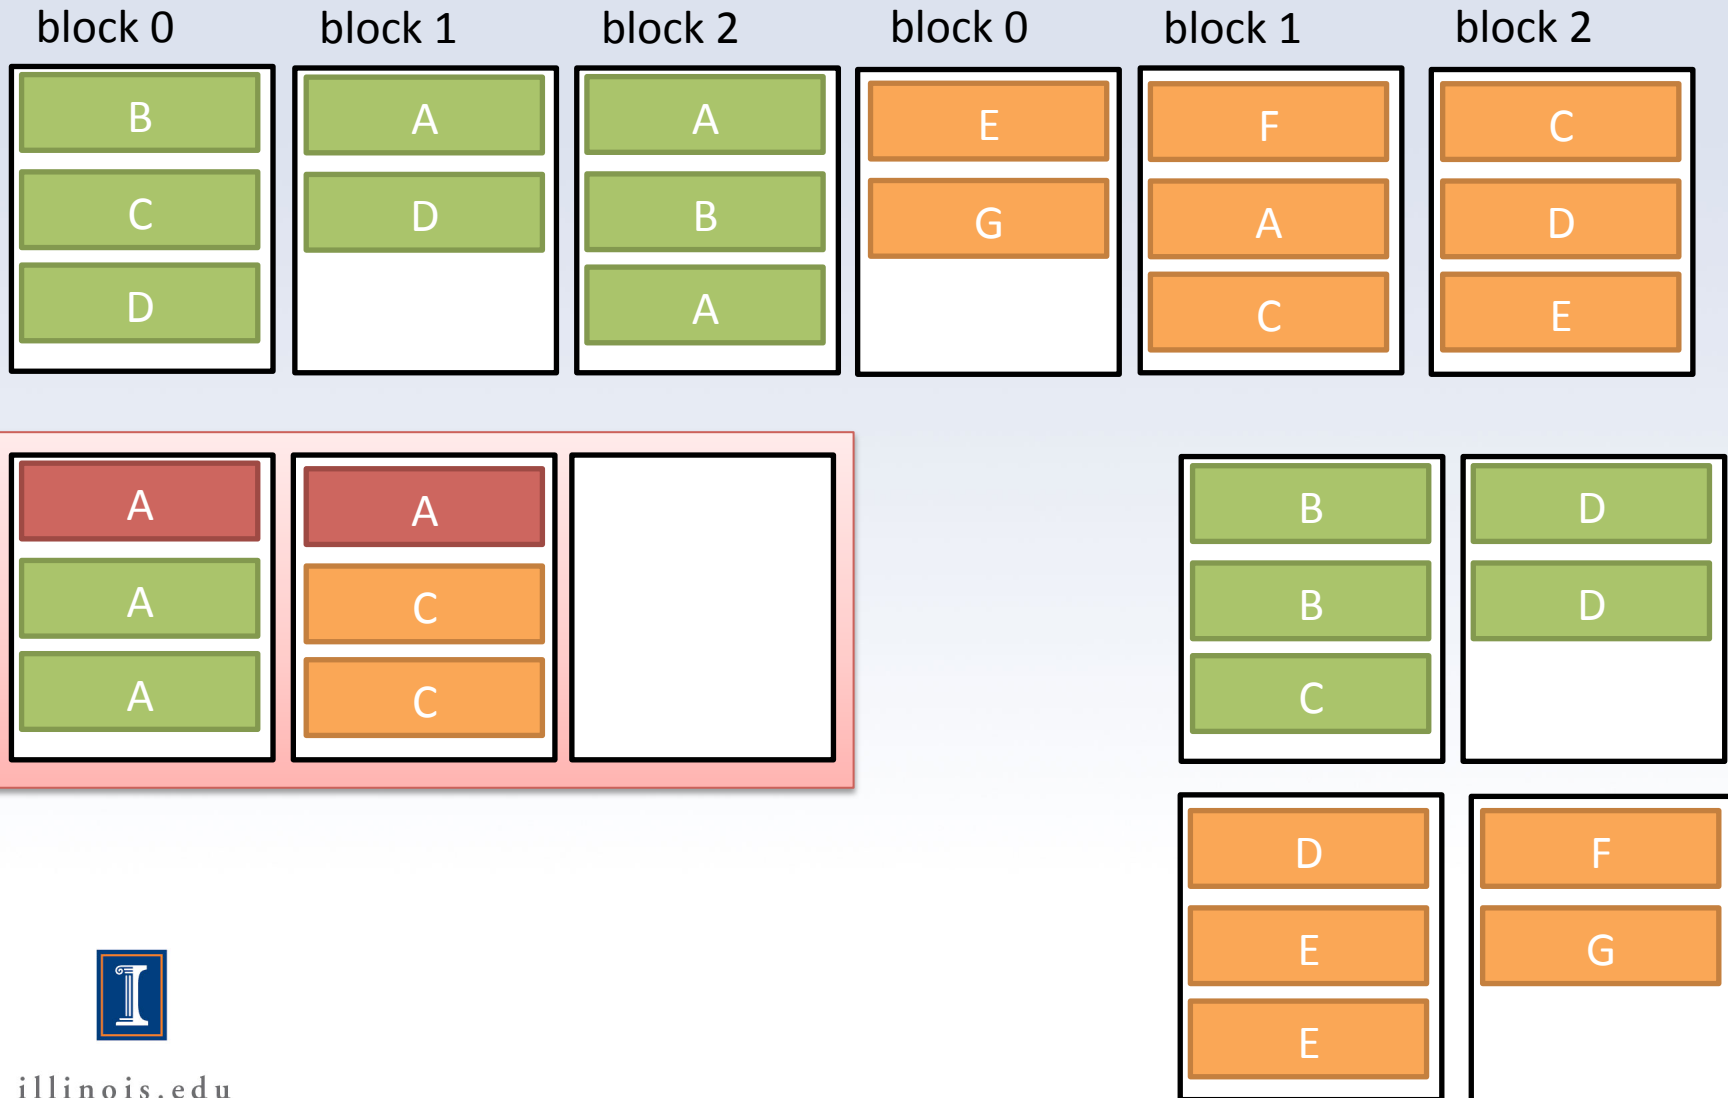 block 0 block 1 block 2 block 0 block 1 block 2
B A A E F C
C D B G A D
D A C E
A A B D
A C B D
A C C
D F
E G
E
illinois.edu